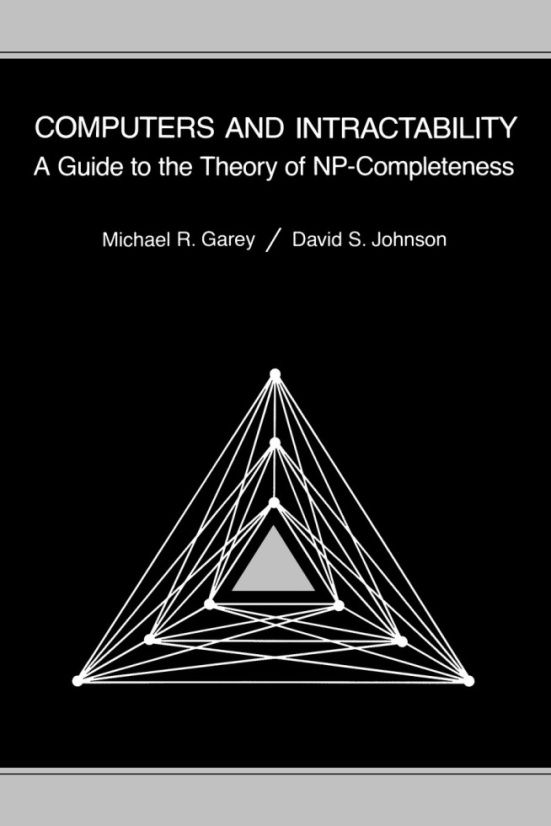 COMPUTERS AND INTRACTABILITY
A Guide to the Theory of NP-Completeness
Michael R. Garey / David S. Johnson